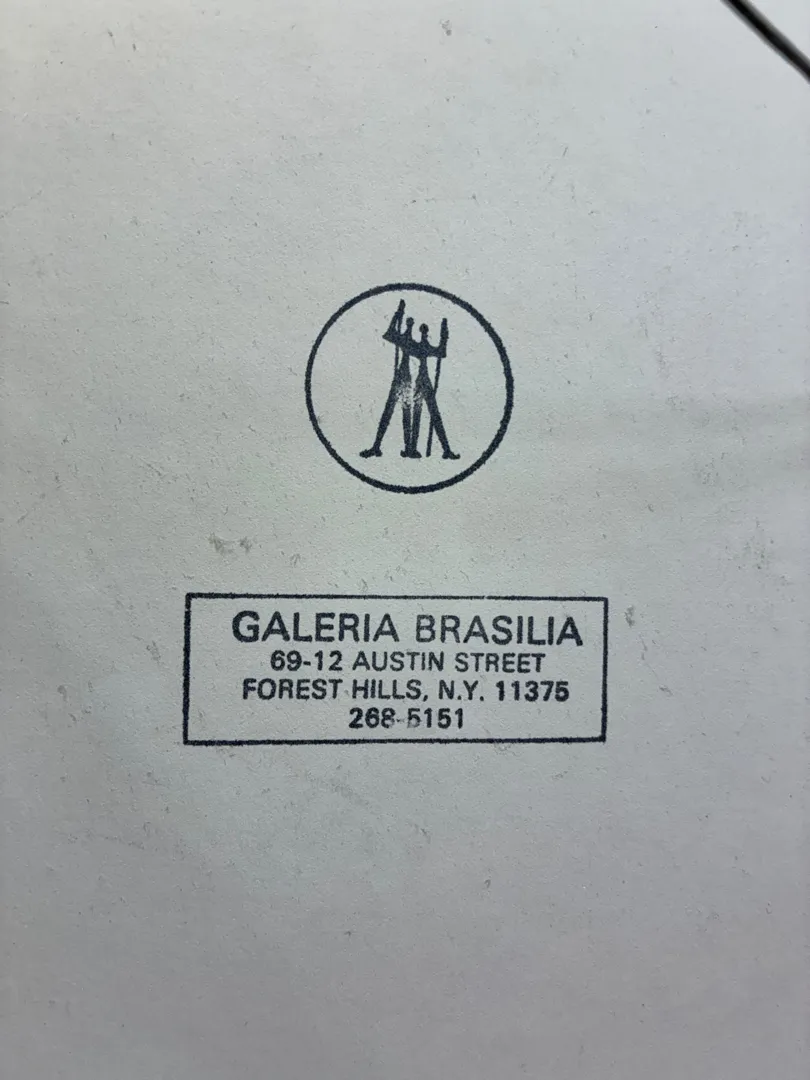 GALERIA BRASILIA
69-12 AUSTIN STREET
FOREST HILLS, N.Y. 11375
268-5151